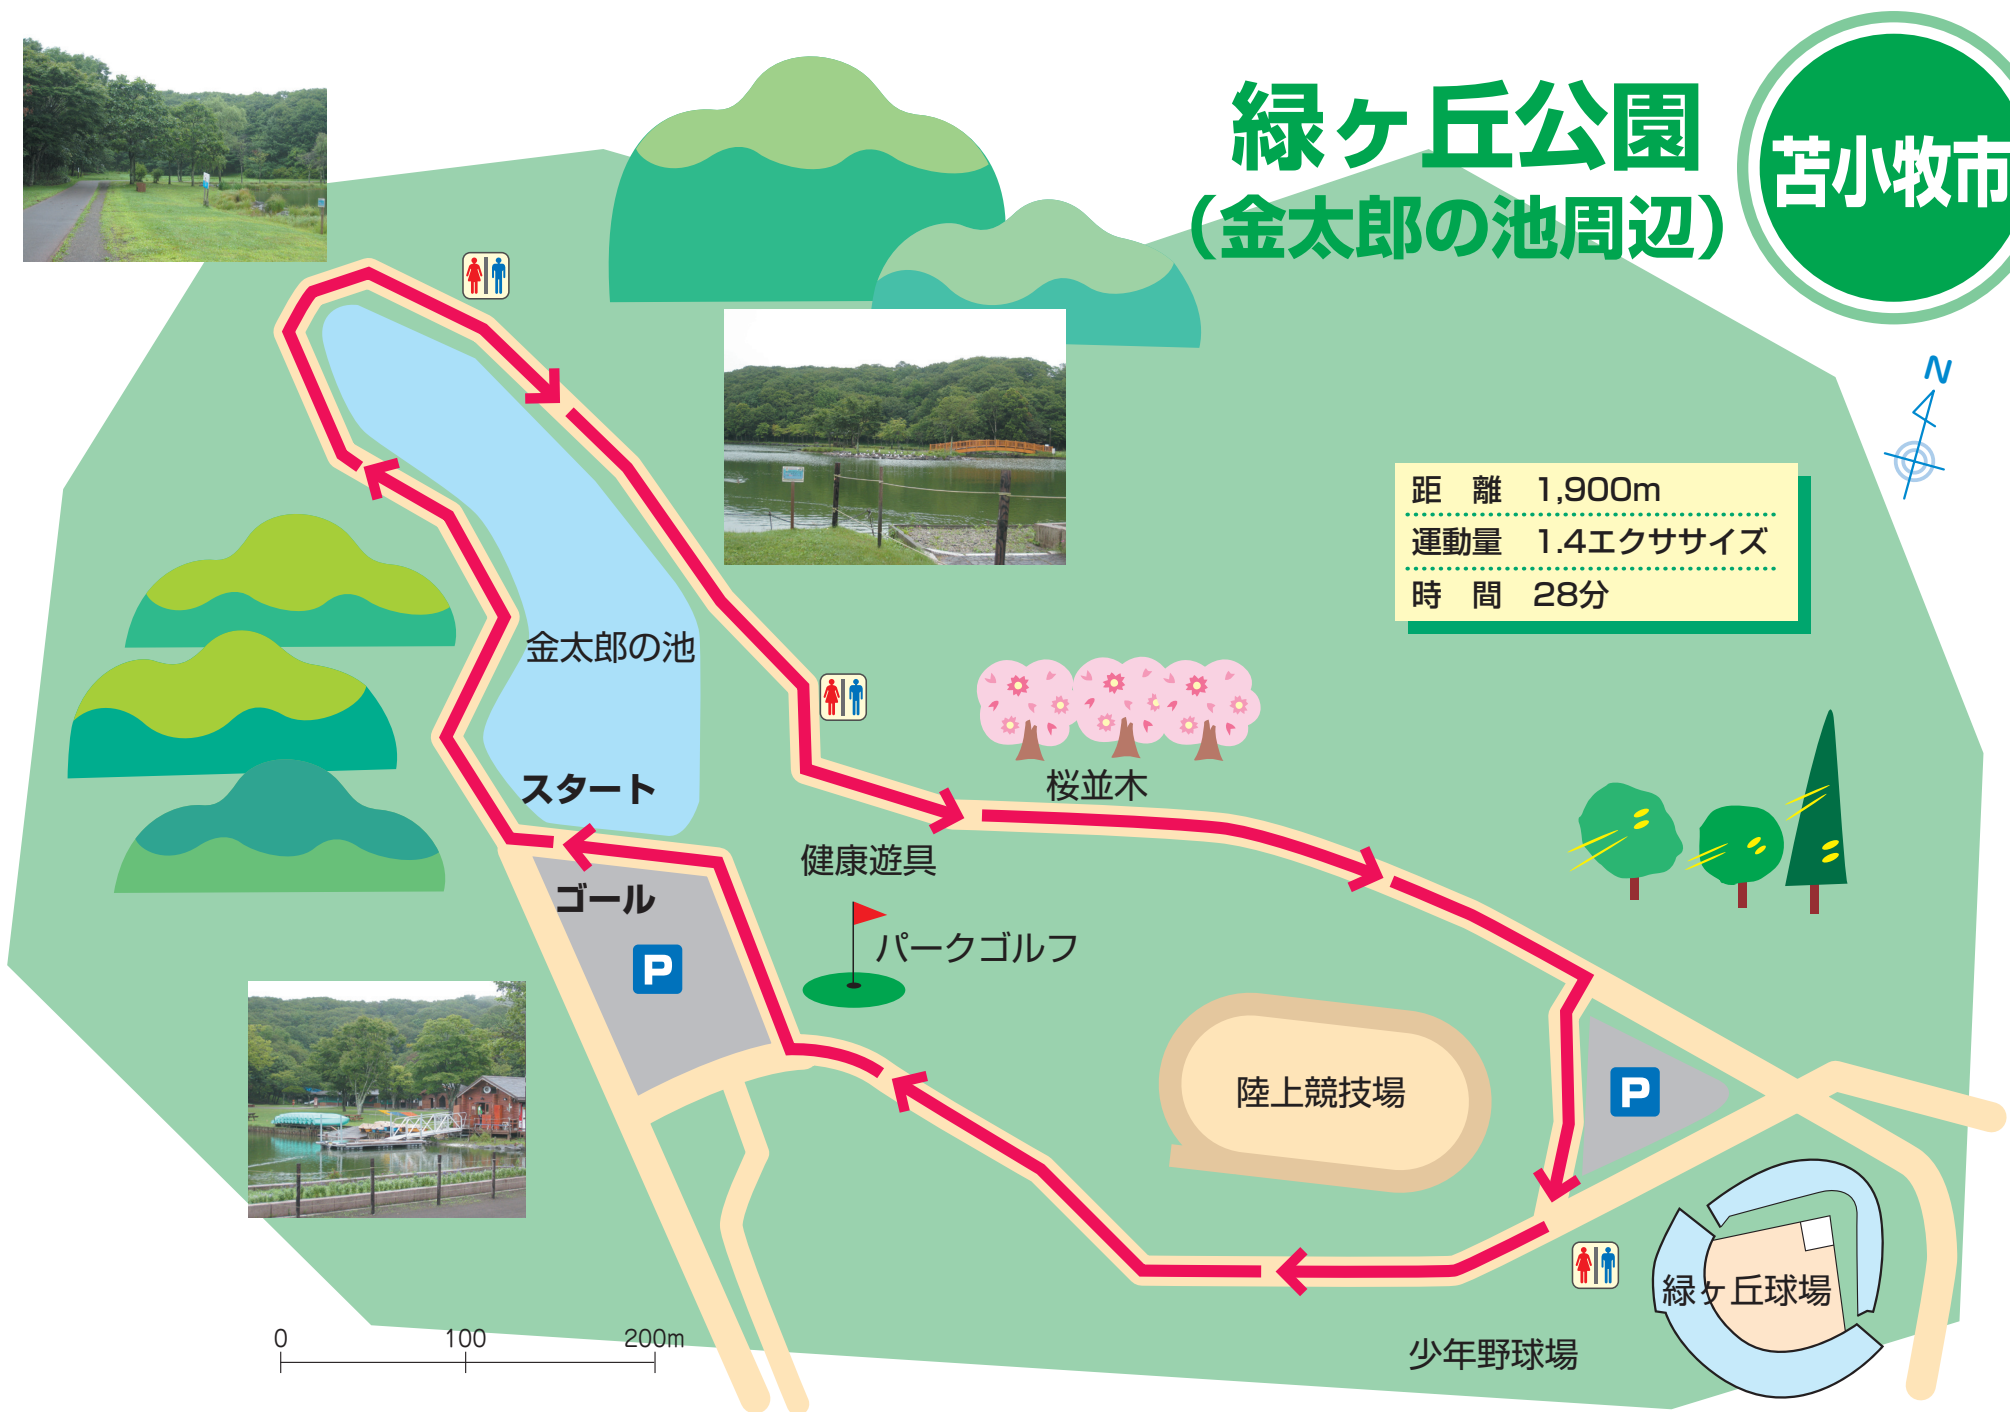 緑ヶ丘公園
(金太郎の池周辺)
苫小牧市
N
距 離 1,900m
運動量 1.4エクササイズ
時 間 28分
金太郎の池
スタート
桜並木
健康遊具
ゴール
パークゴルフ
P
陸上競技場
P
緑ヶ丘球場
少年野球場
0 100 200m